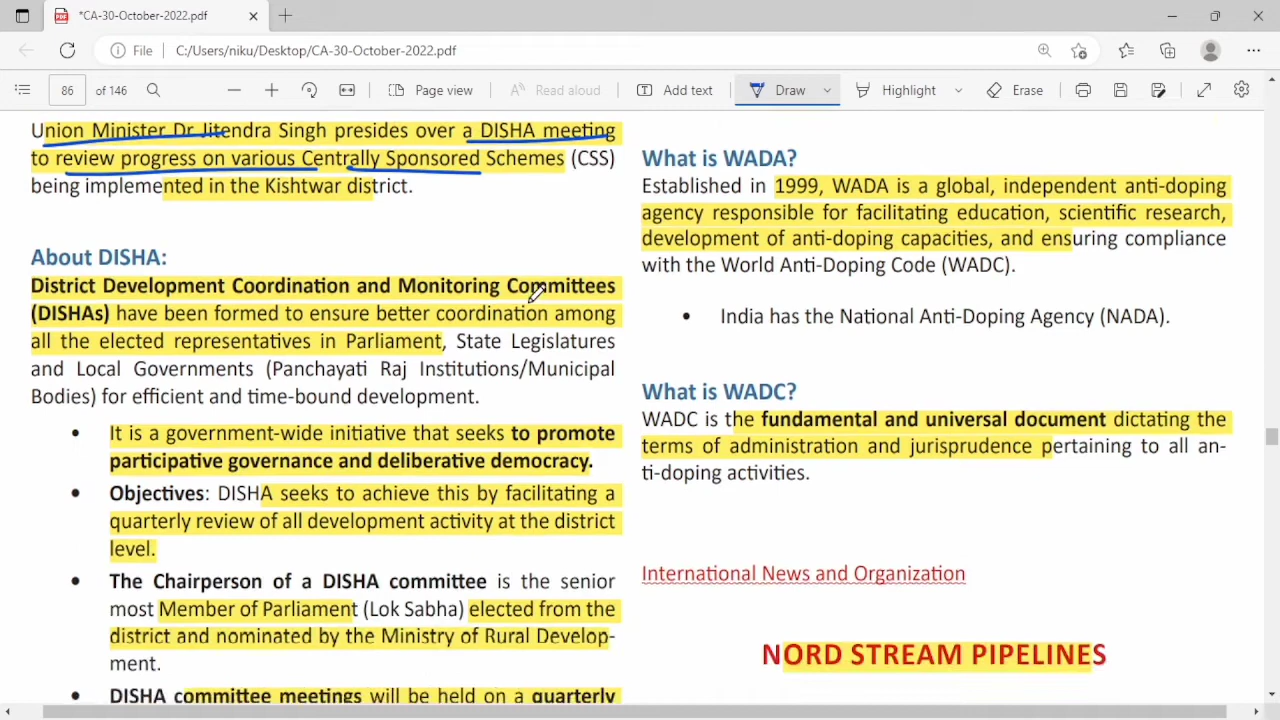 *CA-30-October-2022.pdf
File
C:/Users/niku/Desktop/CA-30-October-2022.pdf
86
of 146
Page view
Read aloud
Add text
Draw
Highlight
Erase
Union Minister Dr Jitendra Singh presides over a DISHA meeting
to review progress on various Centrally Sponsored Schemes (CSS)
being implemented in the Kishtwar district.
About DISHA:
District Development Coordination and Monitoring Committees
(DISHAs) have been formed to ensure better coordination among
all the elected representatives in Parliament, State Legislatures
and Local Governments (Panchayati Raj Institutions/Municipal
Bodies) for efficient and time-bound development.
• It is a government-wide initiative that seeks to promote
participative governance and deliberative democracy.
• Objectives: DISHA seeks to achieve this by facilitating a
quarterly review of all development activity at the district
level.
• The Chairperson of a DISHA committee is the senior
most Member of Parliament (Lok Sabha) elected from the
district and nominated by the Ministry of Rural Develop-
ment.
• DISHA committee meetings will be held on a quarterly
What is WADA?
Established in 1999, WADA is a global, independent anti-doping
agency responsible for facilitating education, scientific research,
development of anti-doping capacities, and ensuring compliance
with the World Anti-Doping Code (WADC).
• India has the National Anti-Doping Agency (NADA).
What is WADC?
WADC is the fundamental and universal document dictating the
terms of administration and jurisprudence pertaining to all an-
ti-doping activities.
International News and Organization
NORD STREAM PIPELINES